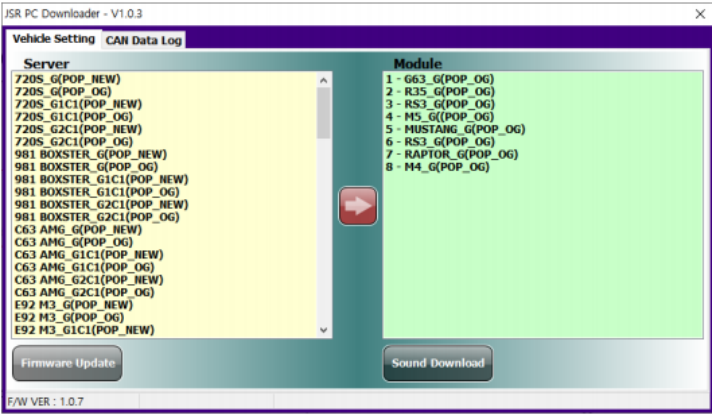 JSR PC Downloader - V1.0.3
Vehicle Setting
CAN Data Log
Server
720S_G(POP_NEW)
720S_G(POP_OG)
720S_G1C1(POP_NEW)
720S_G1C1(POP_OG)
720S_G2C1(POP_NEW)
720S_G2C1(POP_OG)
981 BOXSTER_G(POP_NEW)
981 BOXSTER_G(POP_OG)
981 BOXSTER_G1C1(POP_NEW)
981 BOXSTER_G1C1(POP_OG)
981 BOXSTER_G2C1(POP_NEW)
981 BOXSTER_G2C1(POP_OG)
C63 AMG_G(POP_NEW)
C63 AMG_G(POP_OG)
C63 AMG_G1C1(POP_NEW)
C63 AMG_G1C1(POP_OG)
C63 AMG_G2C1(POP_NEW)
C63 AMG_G2C1(POP_OG)
E92 M3_G(POP_NEW)
E92 M3_G(POP_OG)
E92 M3_G1C1(POP_NEW)
Firmware Update
Module
1 - G63_G(POP_OG)
2 - R35_G(POP_OG)
3 - RS3_G(POP_OG)
4 - M5_G((POP_OG)
5 - MUSTANG_G(POP_OG)
6 - RS3_G(POP_OG)
7 - RAPTOR_G(POP_OG)
8 - M4_G(POP_OG)
Sound Download
F/W VER : 1.0.7